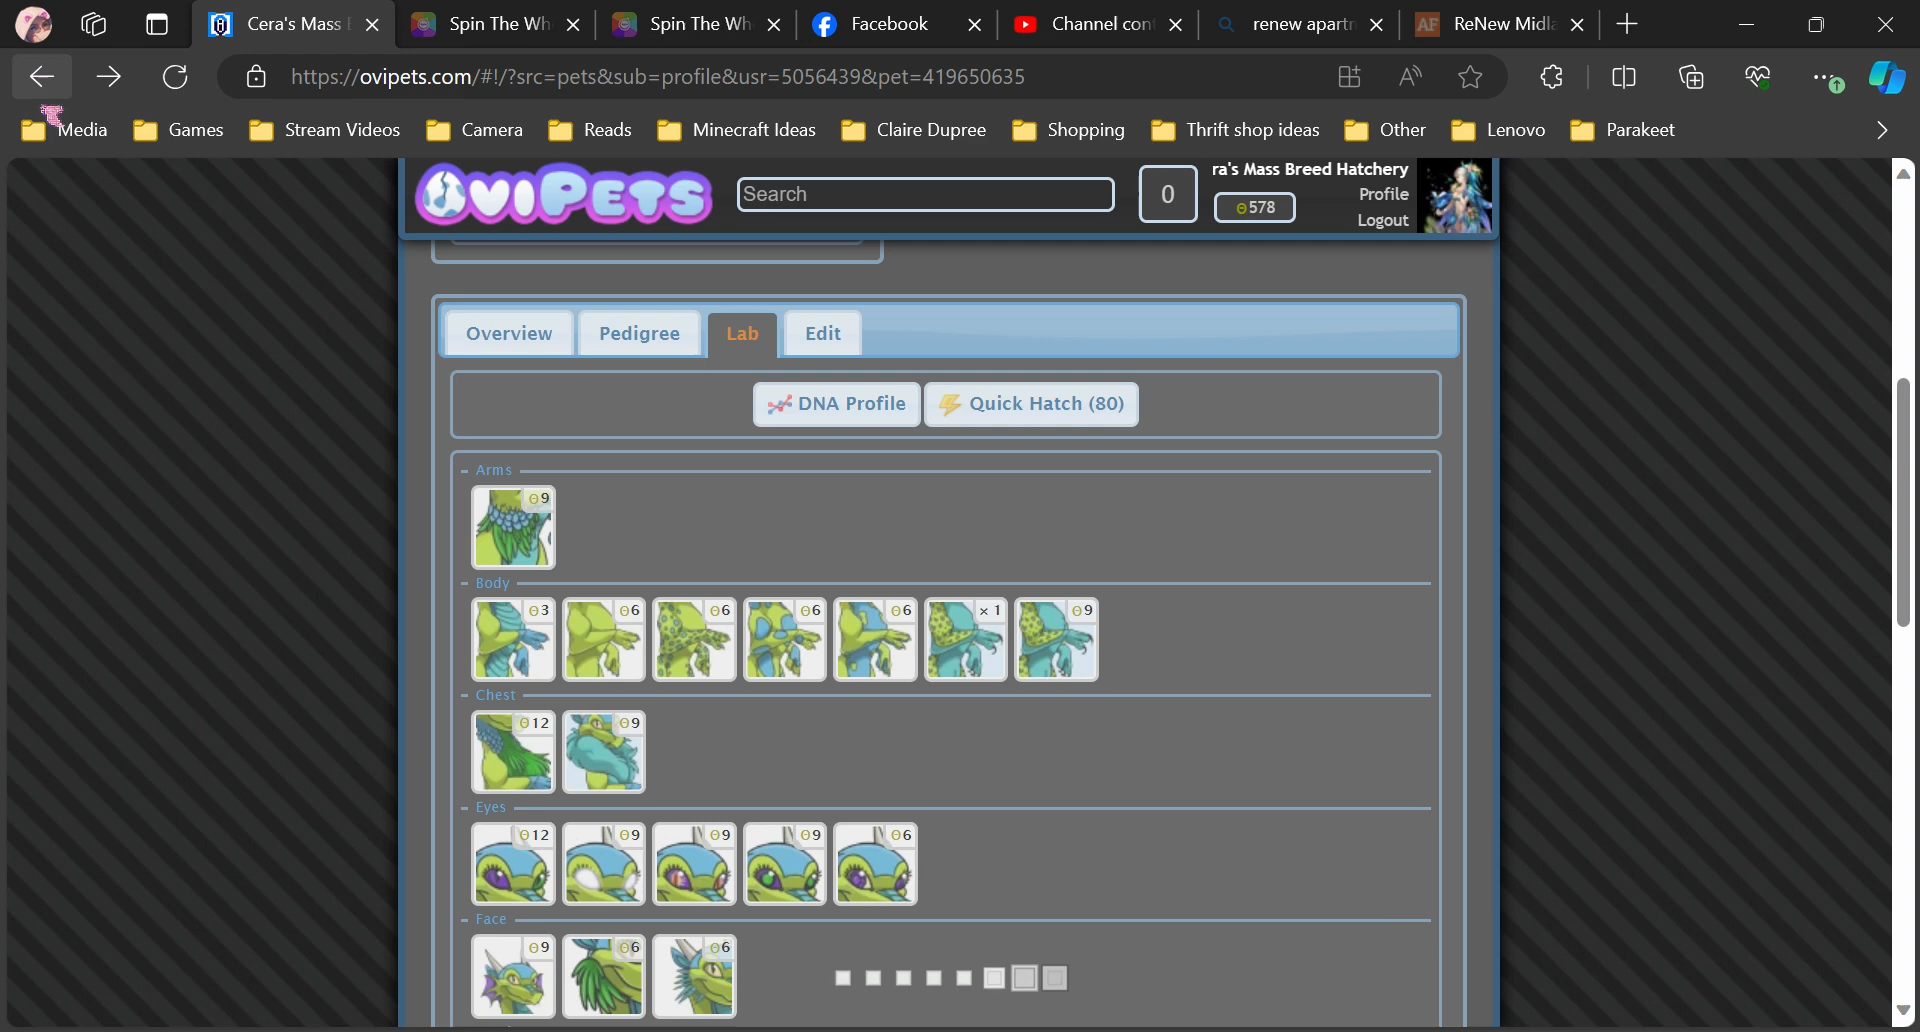 Cera's Mass
Spin The Wh
Spin The Wh
Facebook
Channel con
renew apartr
AF ReNew Midla
https://ovipets.com/#!/?src=pets&sub=profile&usr=5056439&pet=419650635
Media
Games
Stream Videos
Camera
Reads
Minecraft Ideas
Claire Dupree
Shopping
Thrift shop ideas
Other
Lenovo
Parakeet
OviPets
Search
0
ra's Mass Breed Hatchery
578
Profile
Logout
Overview
Pedigree
Lab
Edit
DNA Profile
Quick Hatch (80)
Arms
9
Body
3
6
6
6
6
× 1
9
Chest
12
9
Eyes
12
9
9
9
6
Face
9
6
6